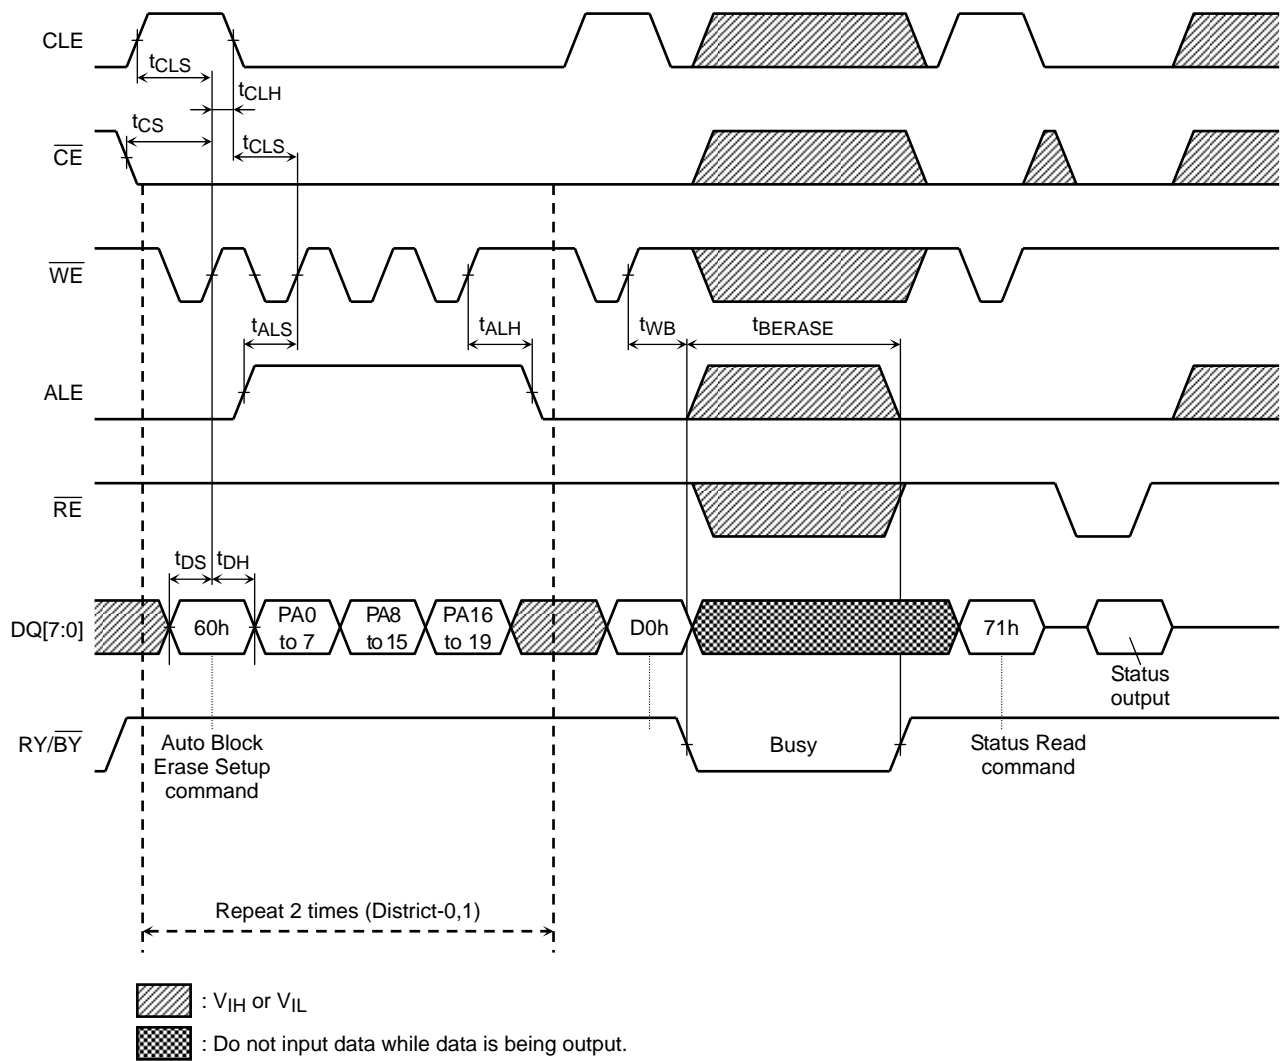 CLE
tCLS
tCLH
tCS
tCLS
CE
WE
tALS
tALH
tWB
tBERASE
ALE
RE
tDS
tDH
DQ[7:0]
60h
PA0
to 7
PA8
to 15
PA16
to 19
D0h
71h
Status
output
RY/BY
Auto Block
Erase Setup
command
Busy
Status Read
command
Repeat 2 times (District-0,1)
: VIH or VIL
: Do not input data while data is being output.